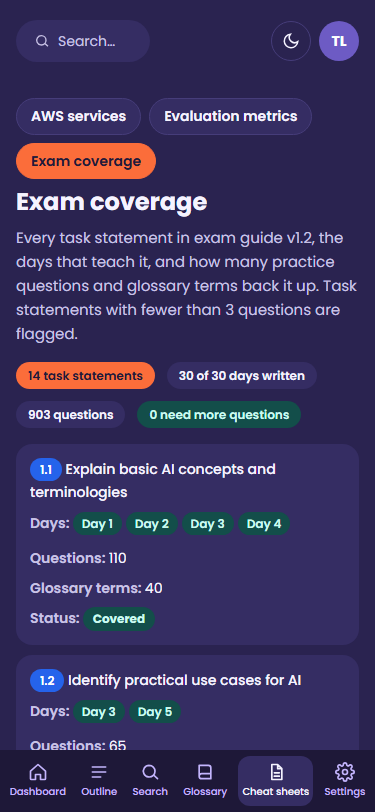 Search...
TL
AWS services
Evaluation metrics
Exam coverage
Exam coverage
Every task statement in exam guide v1.2, the
days that teach it, and how many practice
questions and glossary terms back it up. Task
statements with fewer than 3 questions are
flagged.
14 task statements
30 of 30 days written
903 questions
0 need more questions
1.1 Explain basic AI concepts and
terminologies
Days: Day 1 Day 2 Day 3 Day 4
Questions: 110
Glossary terms: 40
Status: Covered
1.2 Identify practical use cases for AI
Days: Day 3 Day 5
Questions: 65
Dashboard
Outline
Search
Glossary
Cheat sheets
Settings